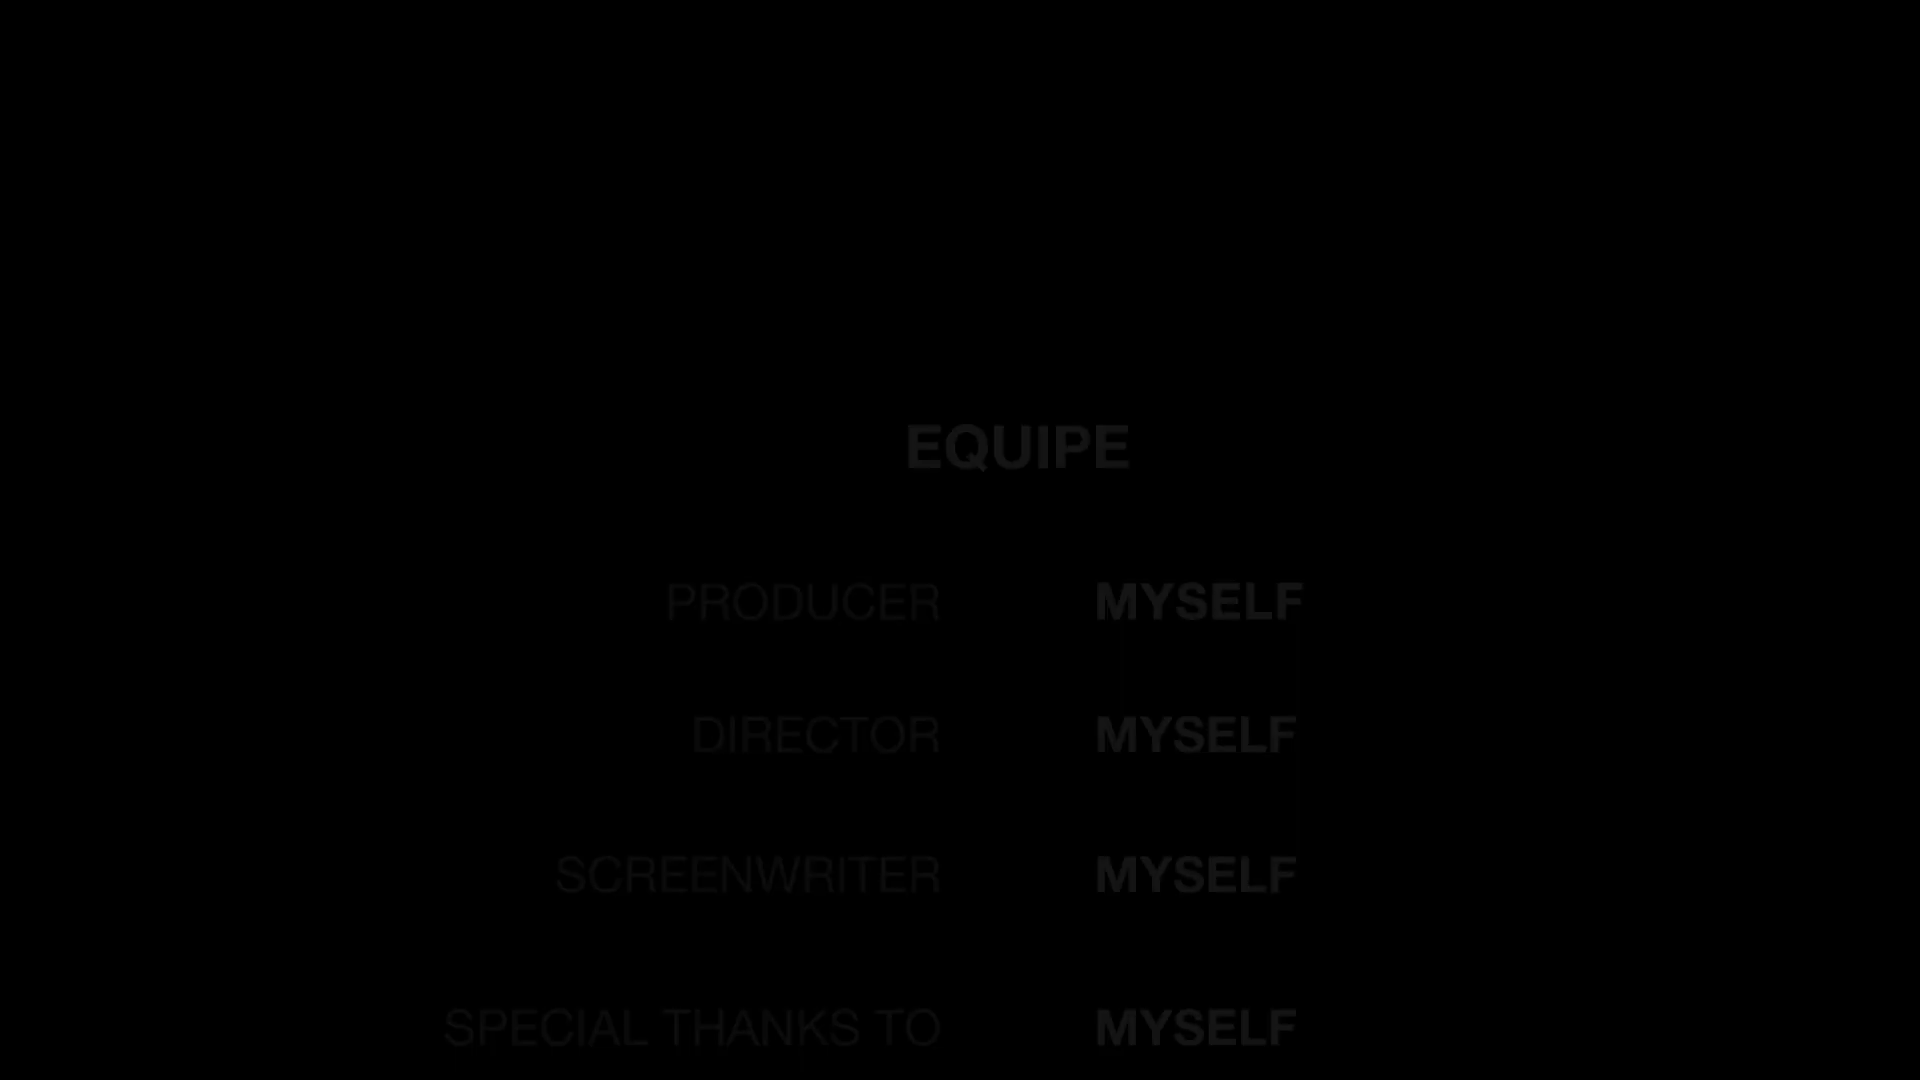 EQUIPE
PRODUCER MYSELF
DIRECTOR MYSELF
SCREENWRITER MYSELF
SPECIAL THANKS TO MYSELF